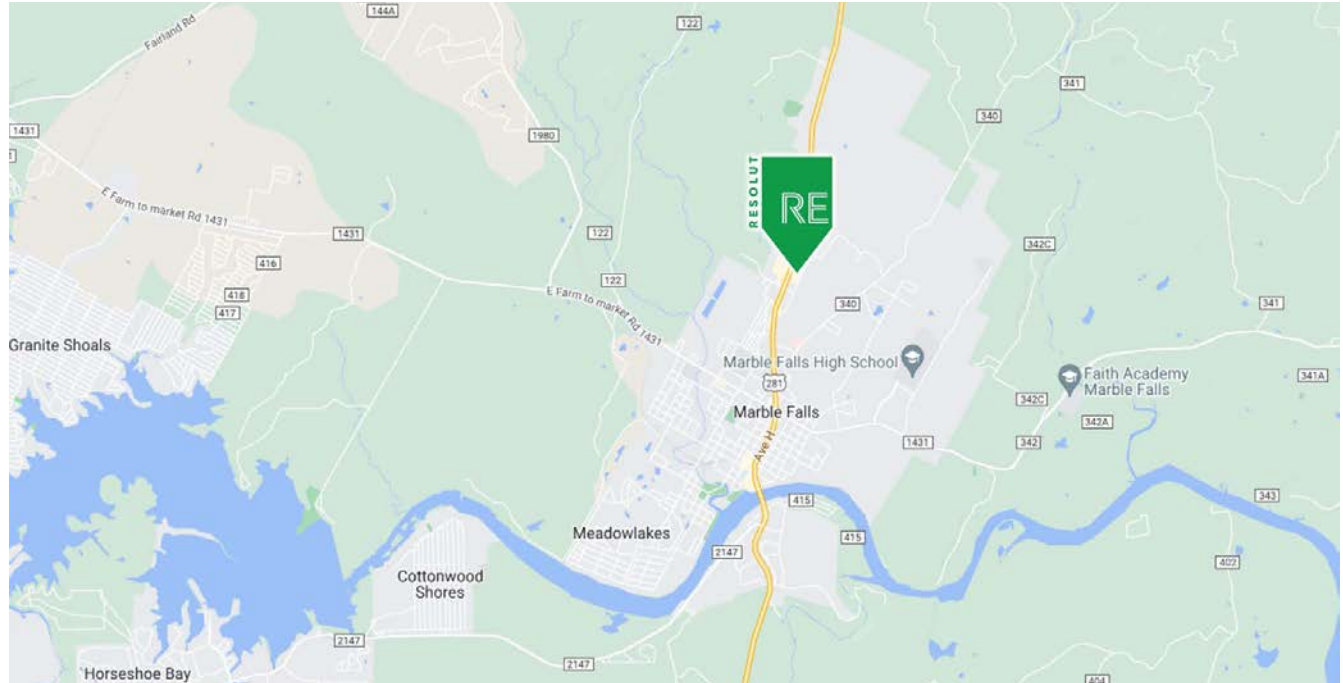 144A
122
Fairland Rd
341
1431
1980
340
RESOLUT
RE
E Farm to market Rd 1431
1431
122
342C
416
122
418
E Farm to market Rd 1431
340
341
417
Granite Shoals
Marble Falls High School
Faith Academy
Marble Falls
341A
281
342C
Marble Falls
342A
Ave H
1431
342
415
343
Meadowlakes
415
2147
402
Cottonwood
Shores
2147
2147
Horseshoe Bay
404